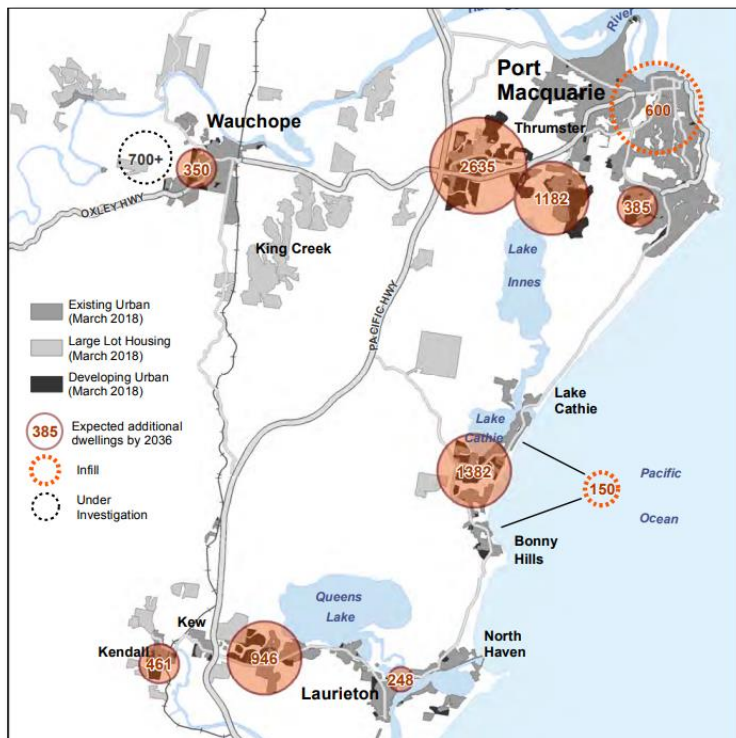 River
Port
Macquarie
Thrumster
600
Wauchope
700+
350
2635
1182
385
OXLEY HWY
King Creek
Lake
Innes
PACIFIC HWY
Existing Urban
(March 2018)
Large Lot Housing
(March 2018)
Developing Urban
(March 2018)
385
Expected additional
dwellings by 2036
Infill
Under
Investigation
Lake
Cathie
Lake
Cathie
1382
150
Pacific
Ocean
Bonny
Hills
Queens
Lake
Kew
Kendall
461
946
North
Haven
248
Laurieton